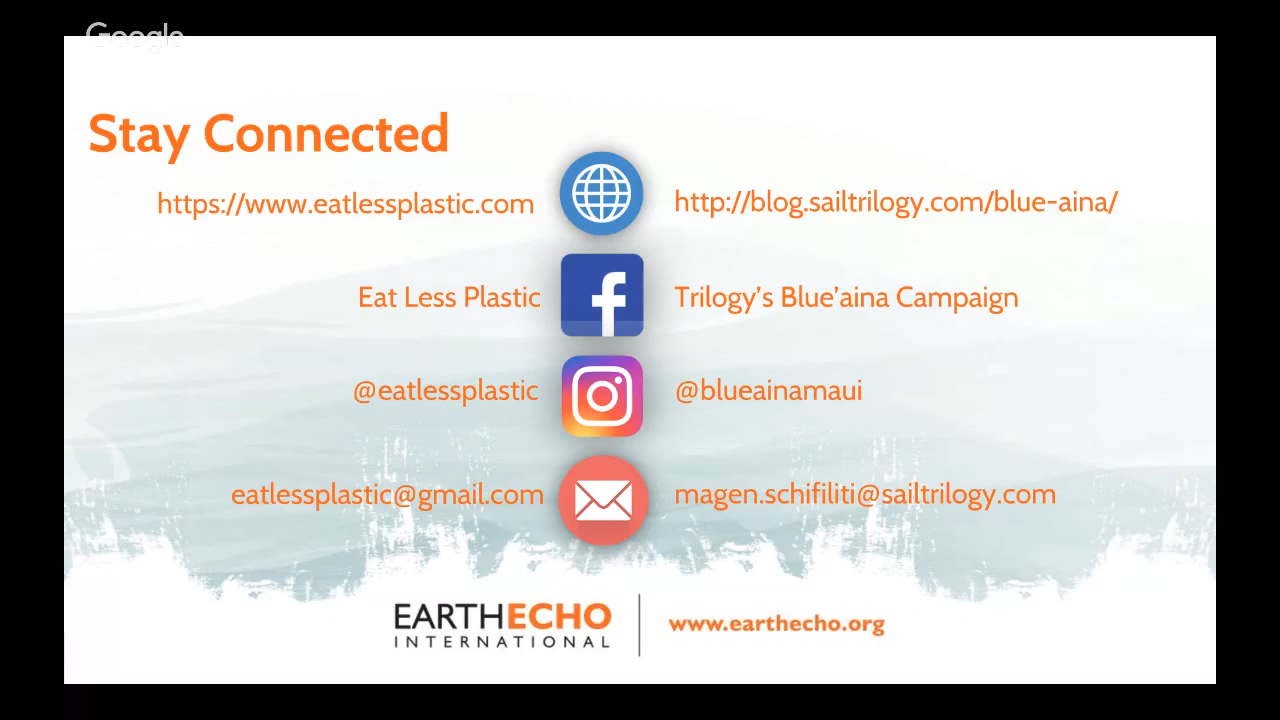 Google
Stay Connected
https://www.eatlessplastic.com
http://blog.sailtrilogy.com/blue-aina/
Eat Less Plastic
Trilogy's Blue'aina Campaign
@eatlessplastic
@blueainamaui
eatlessplastic@gmail.com
magen.schifiliti@sailtrilogy.com
EARTHECHO
INTERNATIONAL
www.earthecho.org